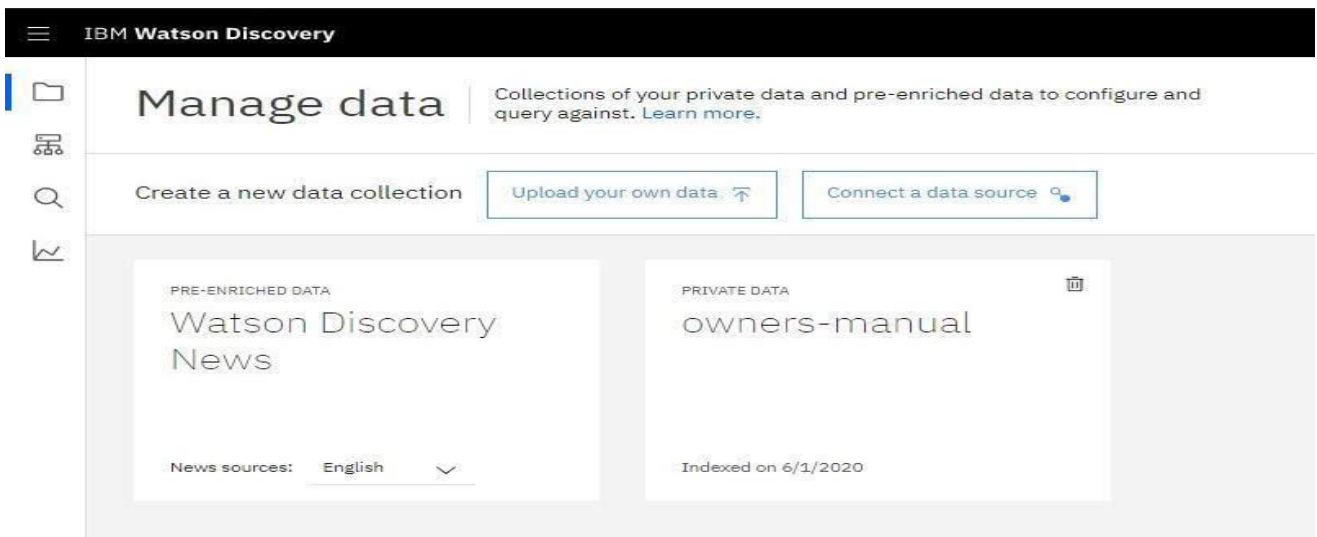 IBM Watson Discovery
Manage data
Collections of your private data and pre-enriched data to configure and
query against. Learn more.
Create a new data collection
Upload your own data
Connect a data source
PRE-ENRICHED DATA
Watson Discovery
News
News sources: English
PRIVATE DATA
owners-manual
Indexed on 6/1/2020